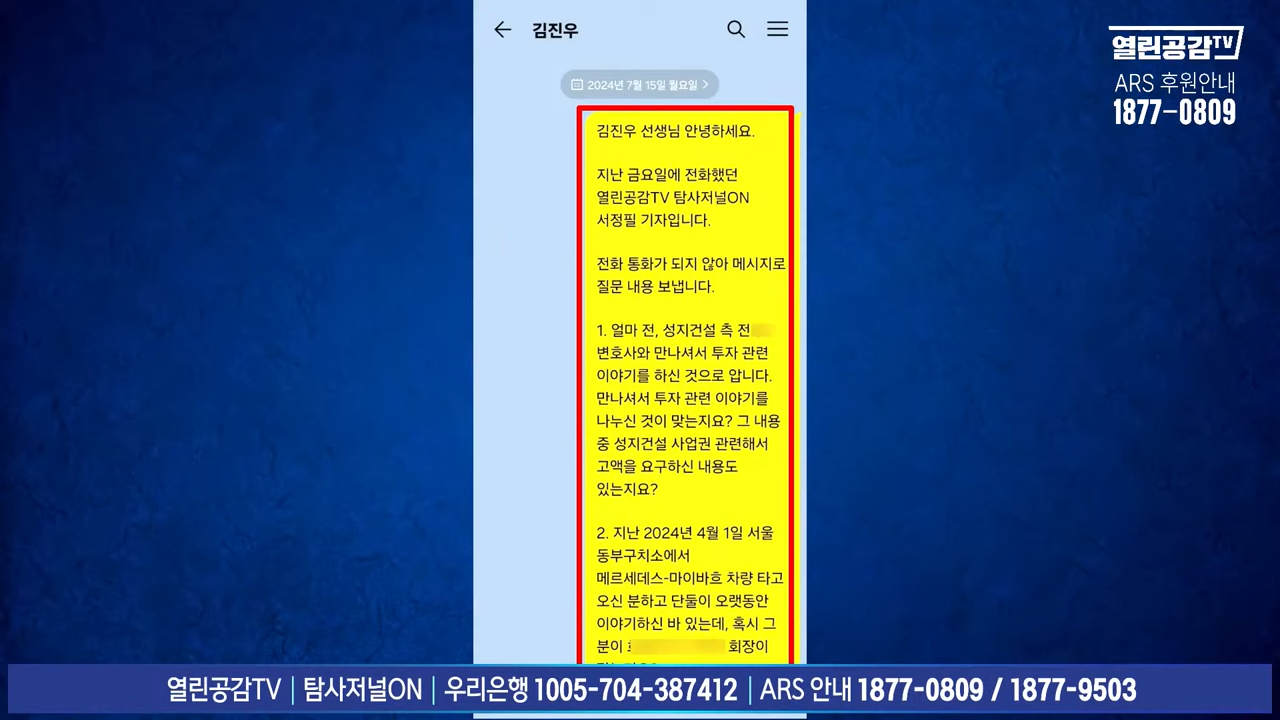 김진우
열린공감TV
ARS 후원안내
1877-0809
2024년 7월 15일 월요일
김진우 선생님 안녕하세요.
지난 금요일에 전화했던
열린공감TV 탐사저널ON
서정필 기자입니다.
전화 통화가 되지 않아 메시지로
질문 내용 보냅니다.
1. 얼마 전, 성지건설 측 전
변호사와 만나셔서 투자 관련
이야기를 하신 것으로 압니다.
만나셔서 투자 관련 이야기를
나누신 것이 맞는지요? 그 내용
중 성지건설 사업권 관련해서
고액을 요구하신 내용도
있는지요?
2. 지난 2024년 4월 1일 서울
동부구치소에서
메르세데스-마이바흐 차량 타고
오신 분하고 단둘이 오랫동안
이야기하신 바 있는데, 혹시 그
분이 회장이
열린공감TV | 탐사저널ON | 우리은행 1005-704-387412 | ARS 안내 1877-0809 / 1877-9503